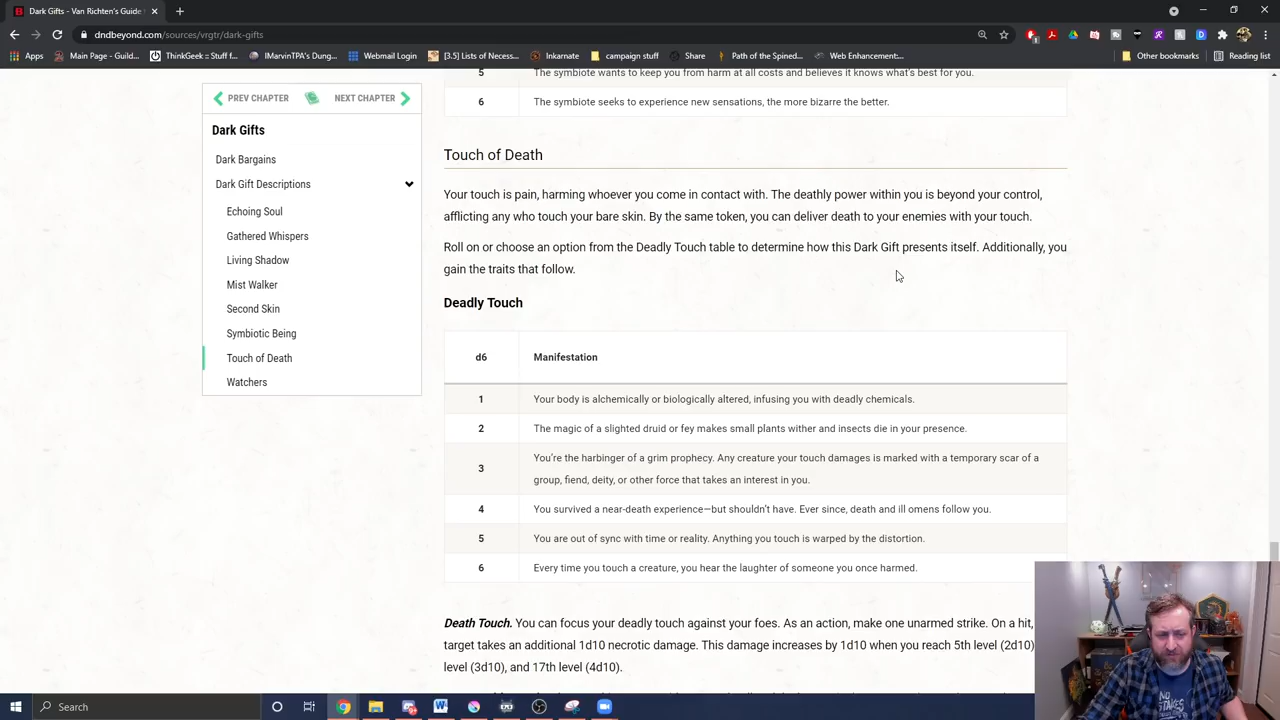 Dark Gifts - Van Richten's Guide
dndbeyond.com/sources/vrgtr/dark-gifts
Apps
Main Page - Guild...
ThinkGeek :: Stuff f...
IMarvinTPA's Dung...
Webmail Login
[3.5] Lists of Necess...
Inkarnate
campaign stuff
Share
Path of the Spined...
Web Enhancement:...
Other bookmarks
Reading list
PREV CHAPTER
NEXT CHAPTER
Dark Gifts
Dark Bargains
Dark Gift Descriptions
Echoing Soul
Gathered Whispers
Living Shadow
Mist Walker
Second Skin
Symbiotic Being
Touch of Death
Watchers
5 The symbiote wants to keep you from harm at all costs and believes it knows what's best for you.
6 The symbiote seeks to experience new sensations, the more bizarre the better.
Touch of Death
Your touch is pain, harming whoever you come in contact with. The deathly power within you is beyond your control,
afflicting any who touch your bare skin. By the same token, you can deliver death to your enemies with your touch.
Roll on or choose an option from the Deadly Touch table to determine how this Dark Gift presents itself. Additionally, you
gain the traits that follow.
Deadly Touch
d6 Manifestation
1 Your body is alchemically or biologically altered, infusing you with deadly chemicals.
2 The magic of a slighted druid or fey makes small plants wither and insects die in your presence.
3 You're the harbinger of a grim prophecy. Any creature your touch damages is marked with a temporary scar of a
group, fiend, deity, or other force that takes an interest in you.
4 You survived a near-death experience—but shouldn't have. Ever since, death and ill omens follow you.
5 You are out of sync with time or reality. Anything you touch is warped by the distortion.
6 Every time you touch a creature, you hear the laughter of someone you once harmed.
Death Touch. You can focus your deadly touch against your foes. As an action, make one unarmed strike. On a hit,
target takes an additional 1d10 necrotic damage. This damage increases by 1d10 when you reach 5th level (2d10)
level (3d10), and 17th level (4d10).
NO
Search